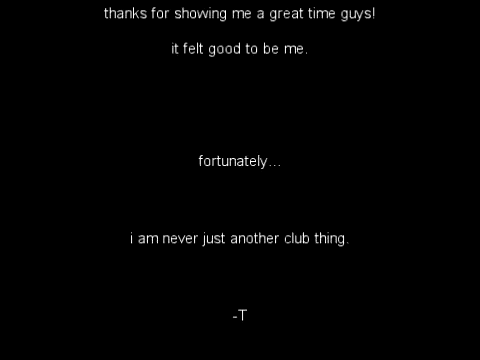 thanks for showing me a great time guys!
it felt good to be me.
fortunately...
i am never just another club thing.
-T